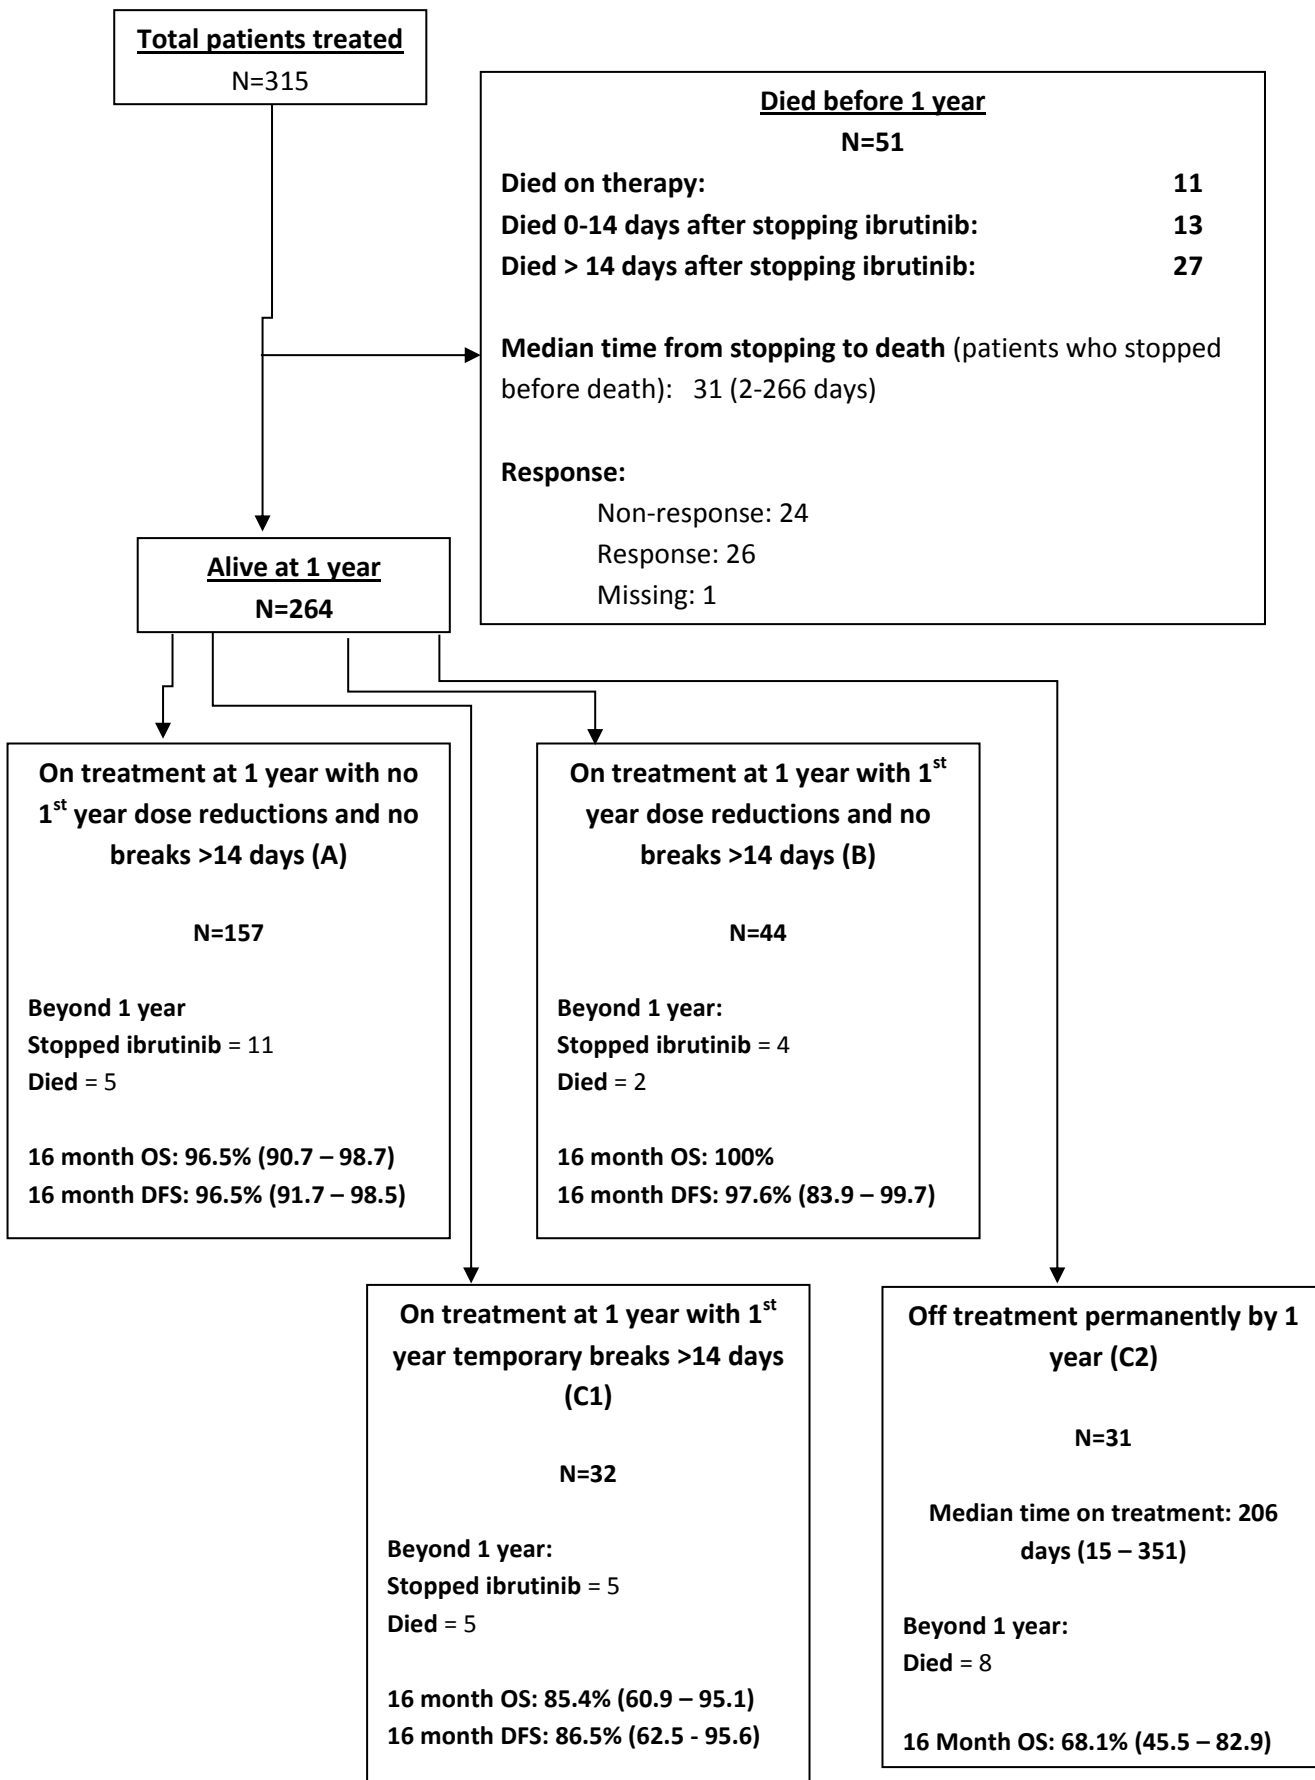 Total patients treated
N=315
Died before 1 year
N=51
Died on therapy: 11
Died 0-14 days after stopping ibrutinib: 13
Died > 14 days after stopping ibrutinib: 27
Median time from stopping to death (patients who stopped
before death): 31 (2-266 days)
Response:
Non-response: 24
Response: 26
Missing: 1
Alive at 1 year
N=264
On treatment at 1 year with no
1st year dose reductions and no
breaks >14 days (A)
N=157
Beyond 1 year
Stopped ibrutinib = 11
Died = 5
16 month OS: 96.5% (90.7 – 98.7)
16 month DFS: 96.5% (91.7 – 98.5)
On treatment at 1 year with 1st
year dose reductions and no
breaks >14 days (B)
N=44
Beyond 1 year:
Stopped ibrutinib = 4
Died = 2
16 month OS: 100%
16 month DFS: 97.6% (83.9 – 99.7)
On treatment at 1 year with 1st
year temporary breaks >14 days
(C1)
N=32
Beyond 1 year:
Stopped ibrutinib = 5
Died = 5
16 month OS: 85.4% (60.9 – 95.1)
16 month DFS: 86.5% (62.5 - 95.6)
Off treatment permanently by 1
year (C2)
N=31
Median time on treatment: 206
days (15 – 351)
Beyond 1 year:
Died = 8
16 Month OS: 68.1% (45.5 – 82.9)